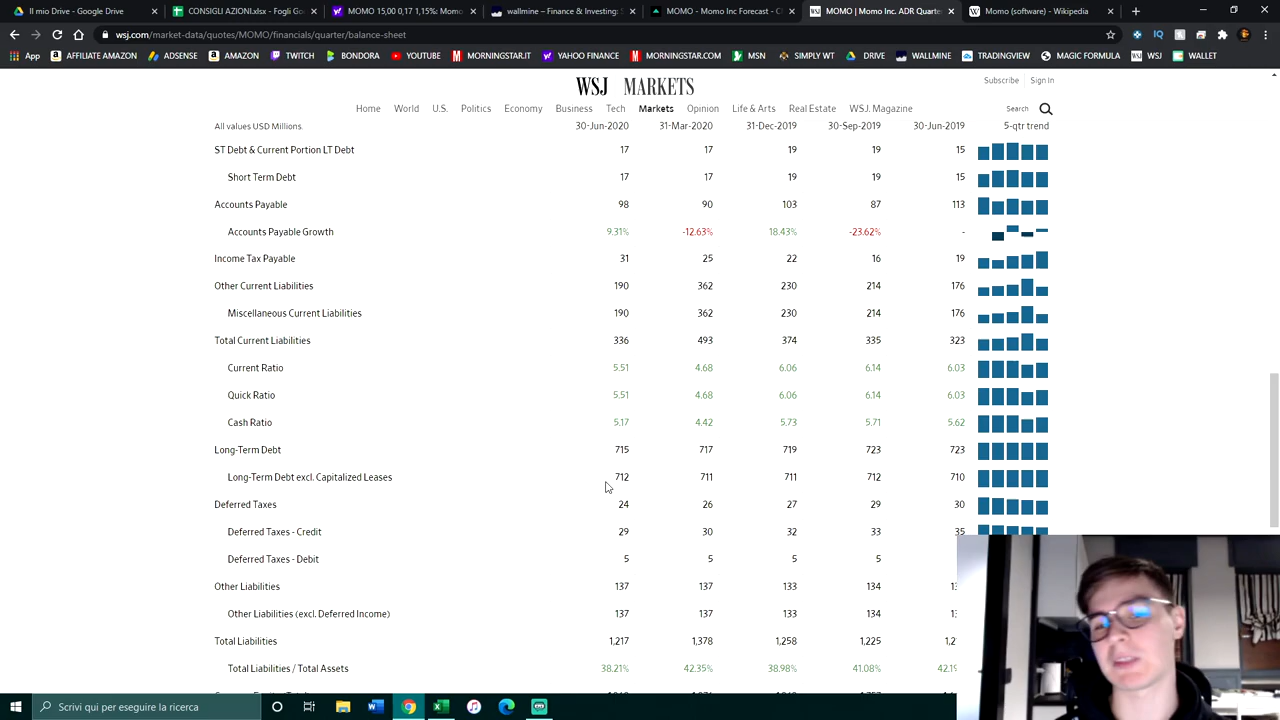 Il mio Drive - Google Drive
CONSIGLI AZIONI.xlsx - Fogli Go
MOMO 15,00 0,17 1,15%: Momo
wallmine - Finance & Investing S
MOMO - Momo Inc Forecast - C
MOMO | Momo Inc. ADR Quarte
Momo (software) - Wikipedia
wsj.com/market-data/quotes/MOMO/financials/quarter/balance-sheet
App AFFILIATE AMAZON ADSENSE TP BONDORA YOUTUBE MORNINGSTAR.IT YAHOO FINANCE MORNINGSTAR.COM MSN SIMPLY WST DRIVE WALLMINE TRADINGVIEW MAGIC FORMULA WSJ WALLET
WSJ MARKETS
Subscribe Sign In
Home World U.S. Politics Economy Business Tech Markets Opinion Life & Arts Real Estate WSJ. Magazine Search
All values USD Millions. 30-Jun-2020 31-Mar-2020 31-Dec-2019 30-Sep-2019 30-Jun-2019 5-qtr trend
ST Debt & Current Portion LT Debt 17 17 19 19 15
Short Term Debt 17 17 19 19 15
Accounts Payable 98 90 103 87 113
Accounts Payable Growth 9.31% -12.63% 18.43% -23.62% -
Income Tax Payable 31 25 22 16 19
Other Current Liabilities 190 362 230 214 176
Miscellaneous Current Liabilities 190 362 230 214 176
Total Current Liabilities 336 493 374 335 323
Current Ratio 5.51 4.68 6.06 6.14 6.03
Quick Ratio 5.51 4.68 6.06 6.14 6.03
Cash Ratio 5.17 4.42 5.73 5.71 5.62
Long-Term Debt 715 717 719 723 723
Long-Term Debt excl. Capitalized Leases 712 711 711 712 710
Deferred Taxes 24 26 27 29 30
Deferred Taxes - Credit 29 30 32 33 35
Deferred Taxes - Debit 5 5 5 5
Other Liabilities 137 137 133 134
Other Liabilities (excl. Deferred Income) 137 137 133 134
Total Liabilities 1,217 1,378 1,258 1,225
Total Liabilities / Total Assets 38.21% 42.35% 38.98% 41.08% 42.19
Scrivi qui per eseguire la ricerca